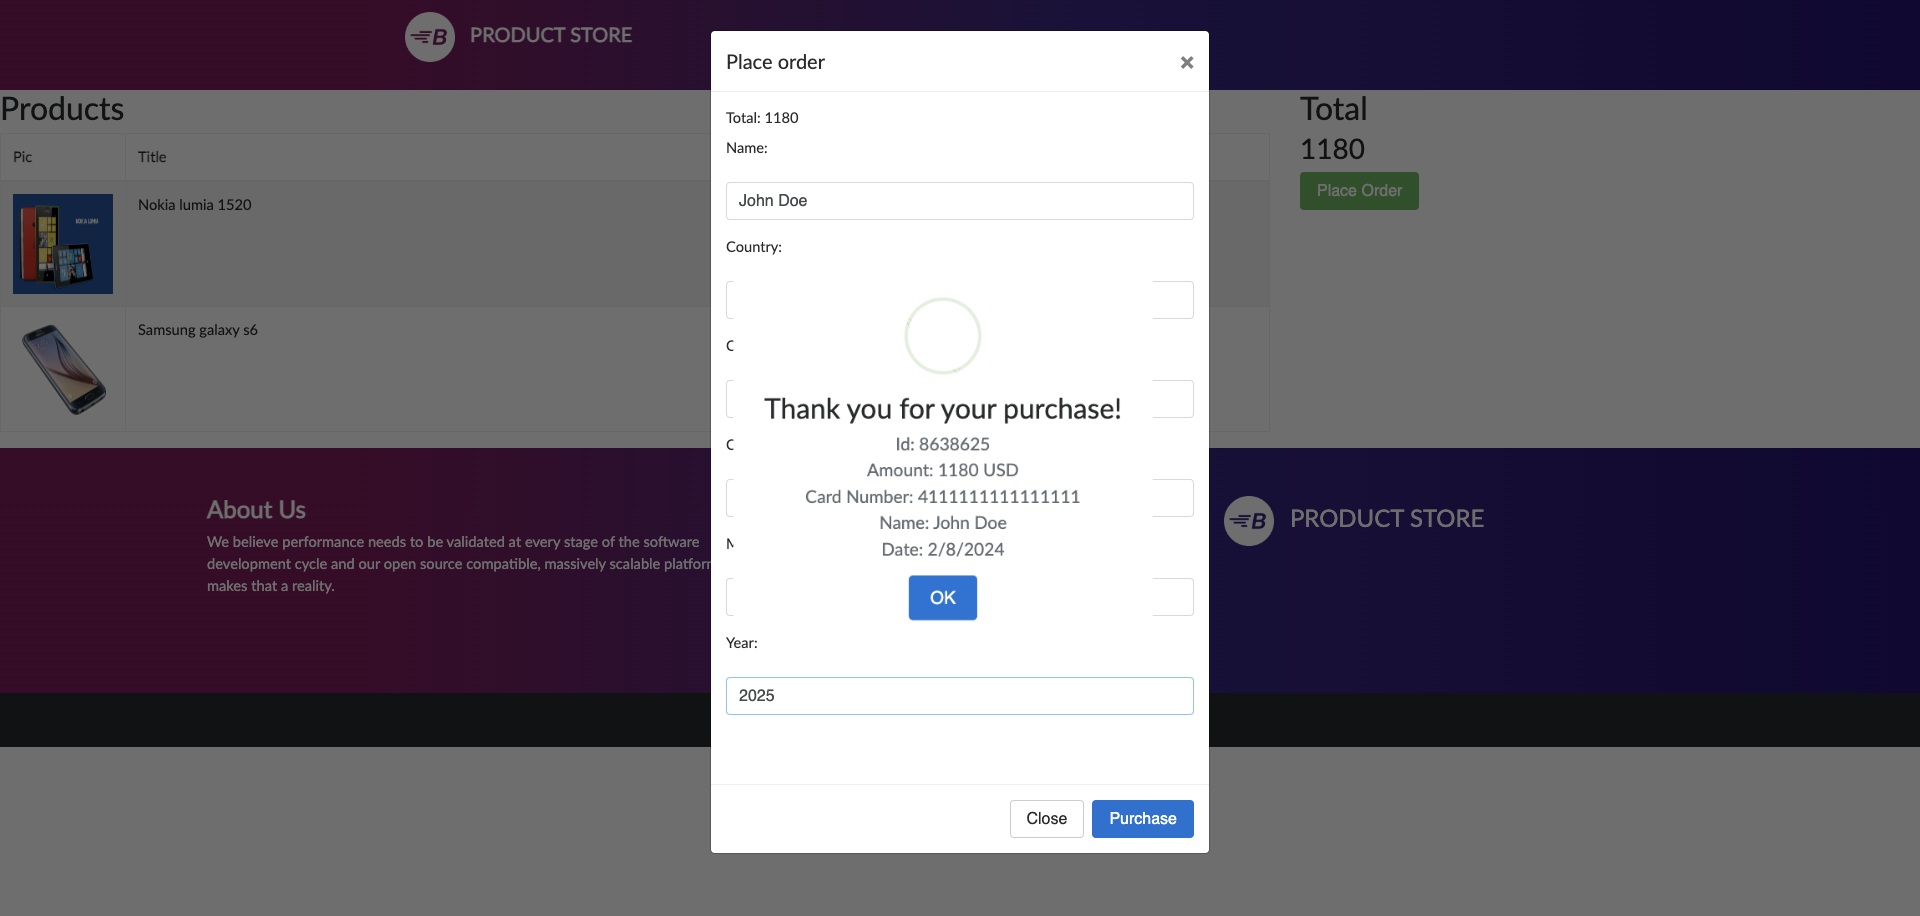 PRODUCT STORE
Products
Pic
Title
Nokia lumia 1520
NOKIA LUMIA
Samsung galaxy s6
Total
1180
Place Order
Place order
×
Total: 1180
Name:
John Doe
Country:
C
C
M
Thank you for your purchase!
Id: 8638625
Amount: 1180 USD
Card Number: 4111111111111111
Name: John Doe
Date: 2/8/2024
OK
Year:
2025
Close
Purchase
About Us
We believe performance needs to be validated at every stage of the software
development cycle and our open source compatible, massively scalable platfor
makes that a reality.
B PRODUCT STORE